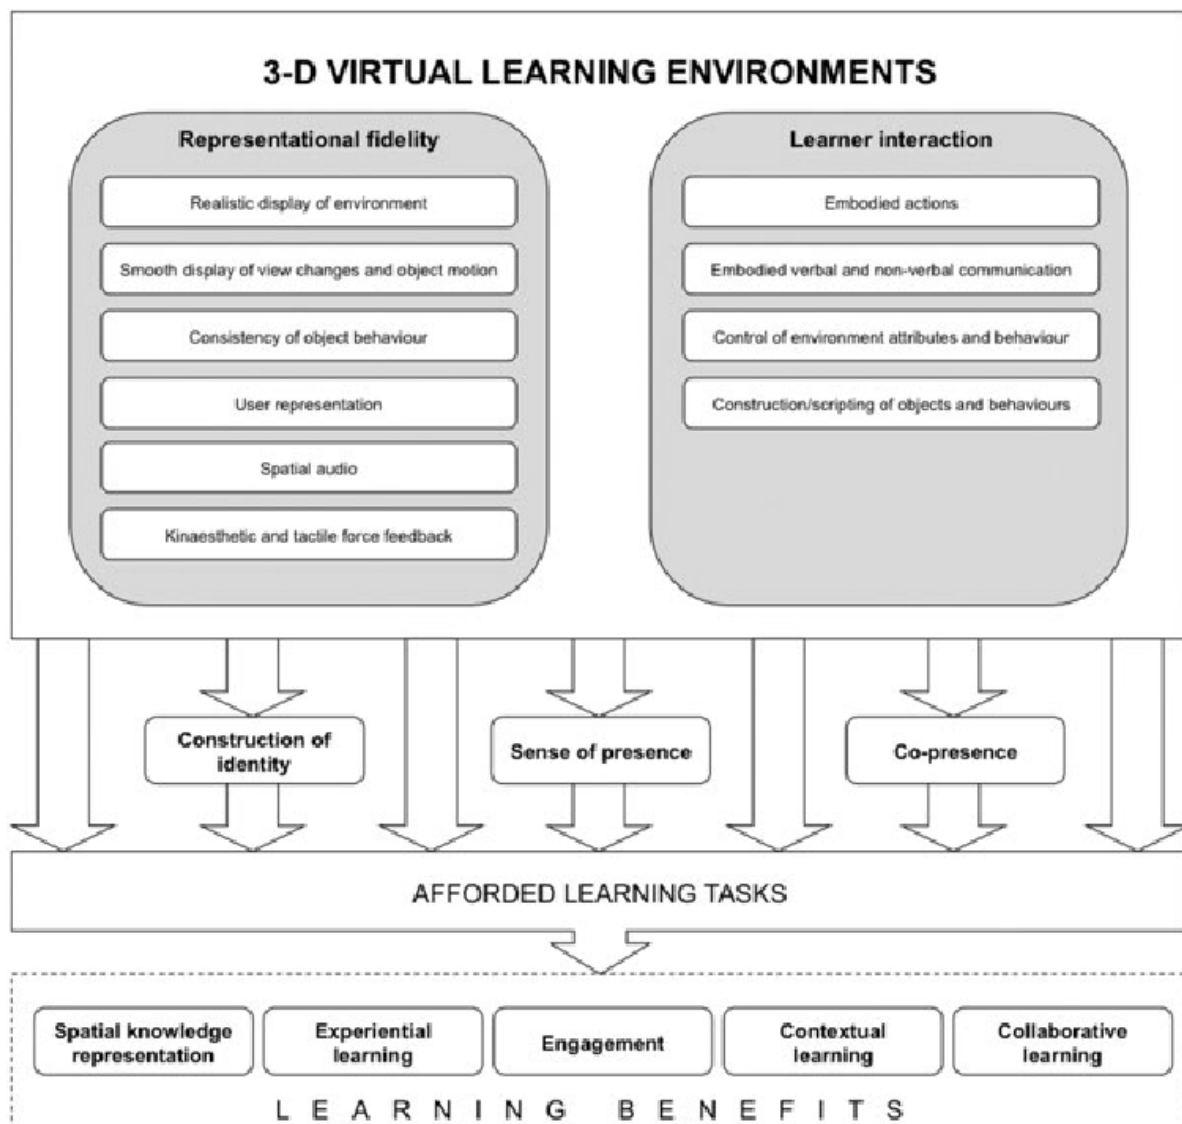 3-D VIRTUAL LEARNING ENVIRONMENTS
Representational fidelity
Realistic display of environment
Smooth display of view changes and object motion
Consistency of object behaviour
User representation
Spatial audio
Kinaesthetic and tactile force feedback
Learner interaction
Embodied actions
Embodied verbal and non-verbal communication
Control of environment attributes and behaviour
Construction/scripting of objects and behaviours
Construction of
identity
Sense of presence
Co-presence
AFFORDED LEARNING TASKS
Spatial knowledge
representation
Experiential
learning
Engagement
Contextual
learning
Collaborative
learning
LEARNING BENEFITS